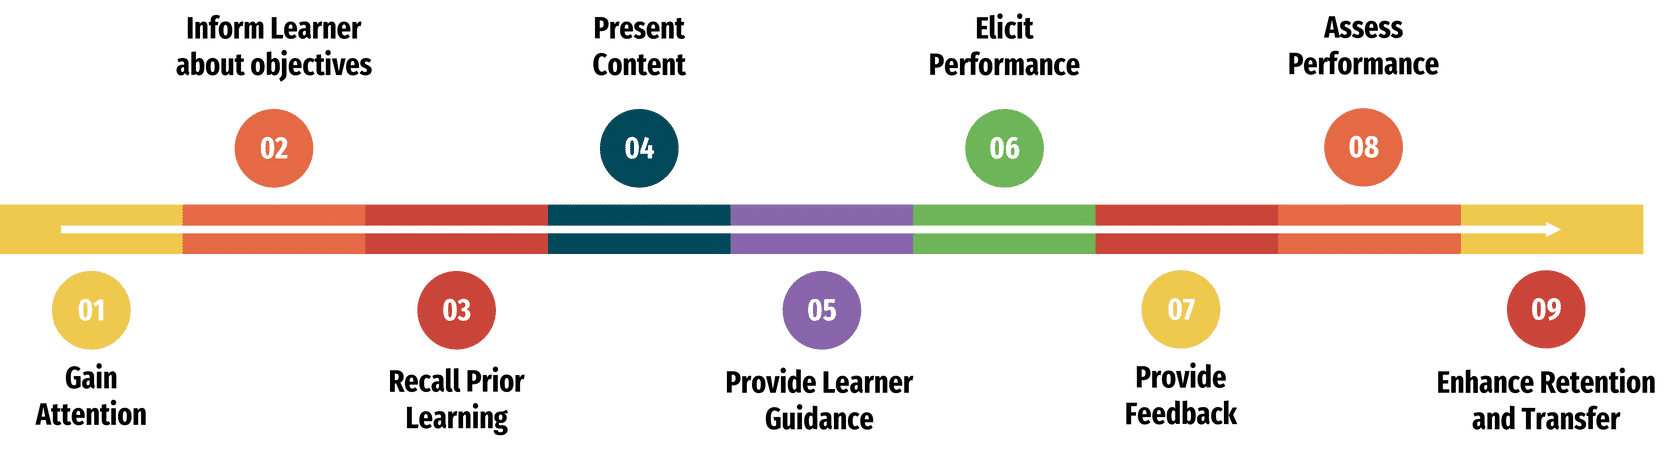 01
Gain
Attention
Inform Learner
about objectives
02
03
Recall Prior
Learning
Present
Content
04
05
Provide Learner
Guidance
Elicit
Performance
06
07
Provide
Feedback
Assess
Performance
08
09
Enhance Retention
and Transfer